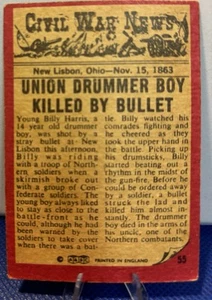 CIVIL WAR NEWS
New Lisbon, Ohio—Nov. 15, 1863
UNION DRUMMER BOY
KILLED BY BULLET
Young Billy Harris, a
14 year old drummer
boy, was shot by a
stray bullet at New
Lisbon this afternoon.
Billy was riding with
a troop of North-
ern soldiers when a
skirmish broke out
with a group of Con-
federate soldiers. The
young boy always liked
to lay as close to the
battle-front as he
could, although he had
been warned by the
soldiers to take cover
when there was a bat-
tle. Billy watched his
comrades fighting and
he cheered as they
took the upper hand in
the battle. Picking up
his drumsticks, Billy
started beating out a
rhythm in the midst of
the gun-fire. Before he
could be ordered away
by a soldier, a bullet
struck the lad and
killed him almost in-
stantly. The drummer
boy died in the arms of his
uncle, one of the
Northern combatants.
PRINTED IN ENGLAND
55